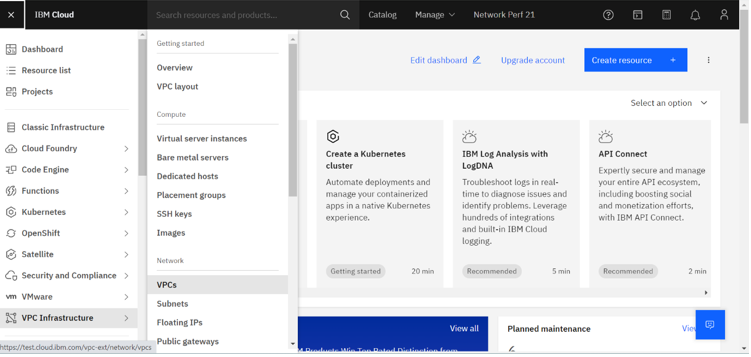 IBM Cloud
Search resources and products...
Catalog
Manage
Network Perf 21
Dashboard
Resource list
Projects
Classic Infrastructure
Cloud Foundry
Code Engine
Functions
Kubernetes
OpenShift
Satellite
Security and Compliance
vm VMware
VPC Infrastructure
https://test.cloud.ibm.com/vpc-ext/network/vpcs
Getting started
Overview
VPC layout
Compute
Virtual server instances
Bare metal servers
Dedicated hosts
Placement groups
SSH keys
Images
Network
VPCs
Subnets
Floating IPs
Public gateways
Edit dashboard
Upgrade account
Create resource +
Select an option
Create a Kubernetes
cluster
Automate deployments and
manage your containerized
apps in a native Kubernetes
experience.
Getting started
20 min
IBM Log Analysis with
LogDNA
Troubleshoot logs in real-
time to diagnose issues and
identify problems. Leverage
hundreds of integrations
and built-in IBM Cloud
logging.
Recommended
5 min
API Connect
Expertly secure and manage
your entire API ecosystem,
including boosting social
and monetization efforts,
with IBM API Connect.
Recommended
2 min
View all
M Products Win Top Rated Distinction from
Planned maintenance